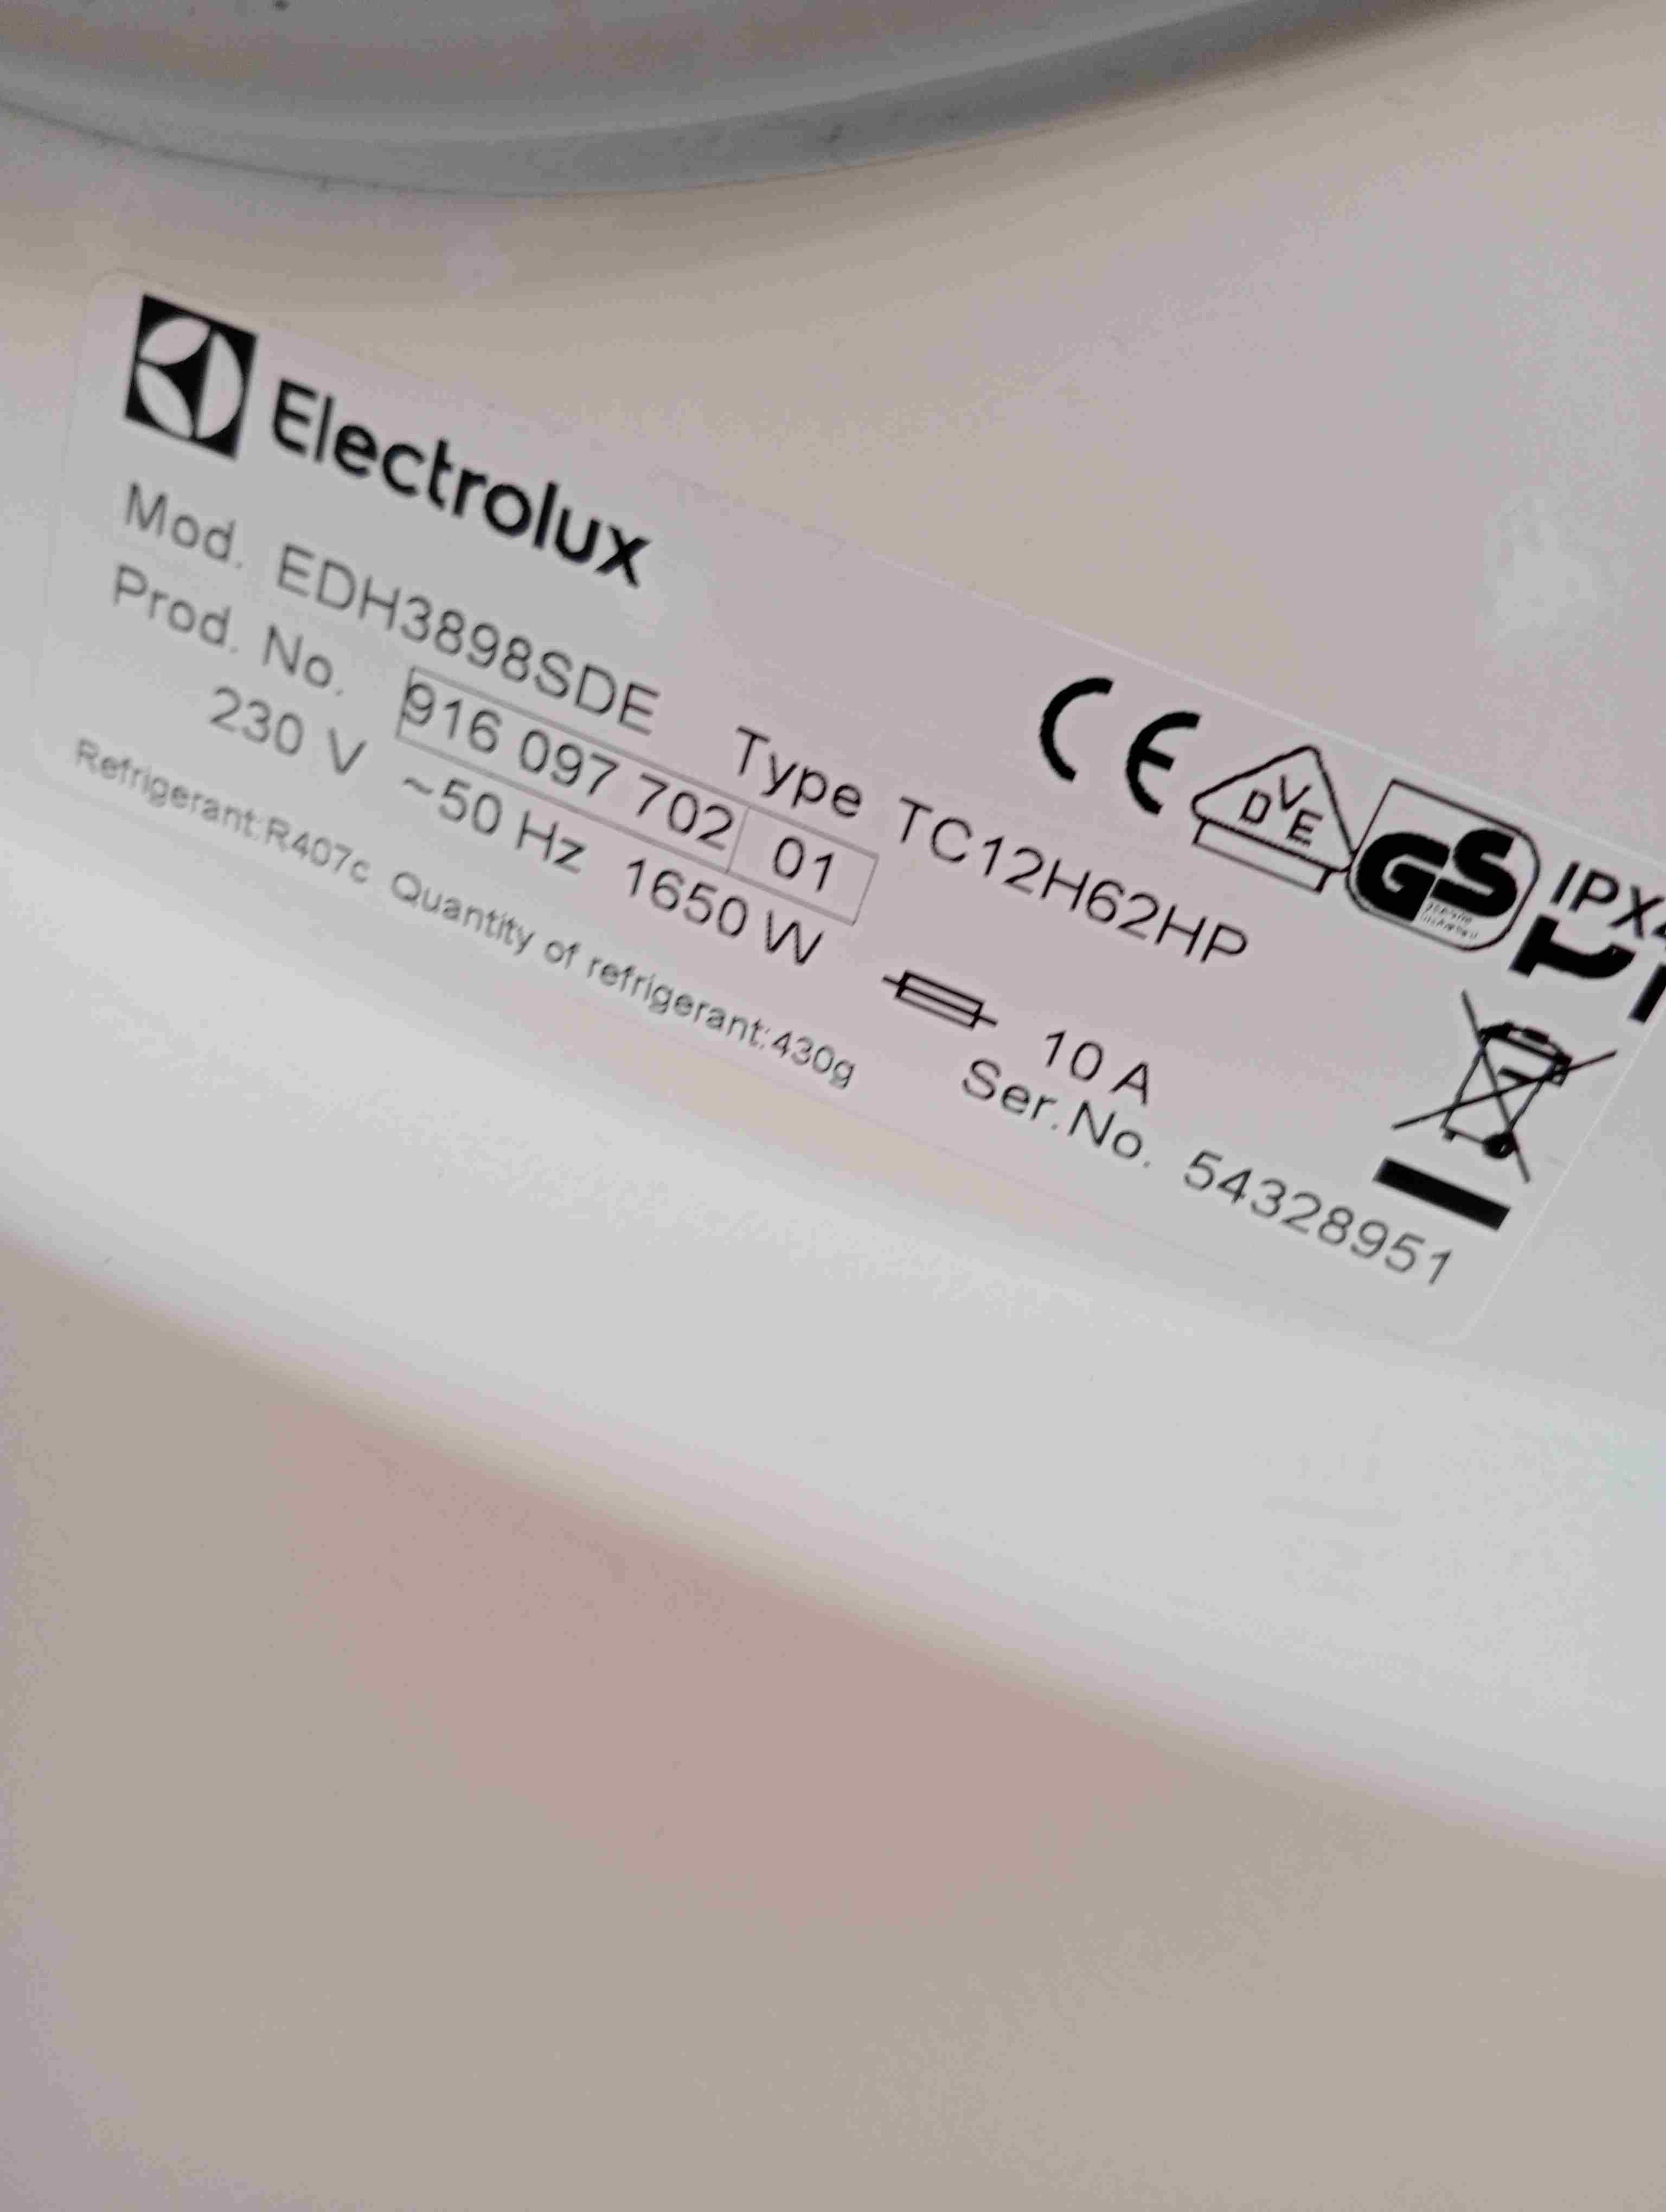 Electrolux
Mod. EDH3898SDE Type TC12H62HP
Prod. No. 916 097 702 01
230 V ~50 Hz 1650 W 10 A
Refrigerant:R407c Quantity of refrigerant:430g Ser.No. 54328951
CE
DVE
GS